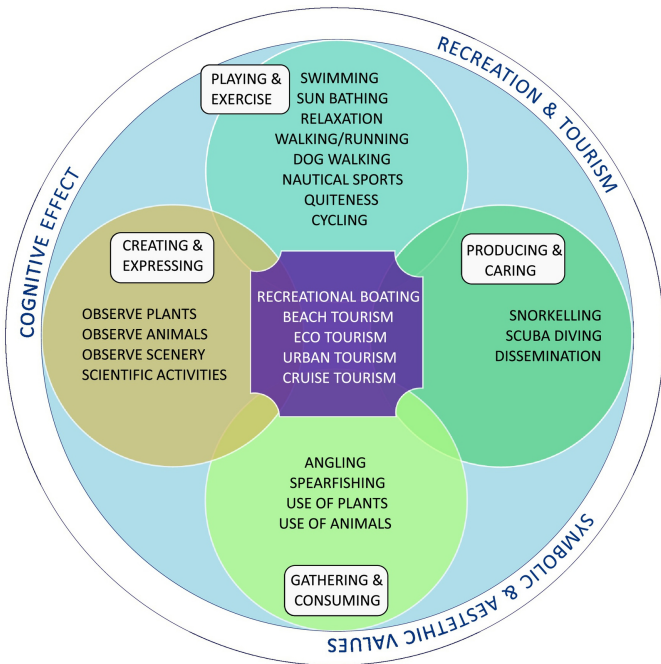 RECREATION & TOURISM
COGNITIVE EFFECT
SYMBOLIC & AESTETHIC VALUES
PLAYING &
EXERCISE
SWIMMING
SUN BATHING
RELAXATION
WALKING/RUNNING
DOG WALKING
NAUTICAL SPORTS
QUITENESS
CYCLING
CREATING &
EXPRESSING
OBSERVE PLANTS
OBSERVE ANIMALS
OBSERVE SCENERY
SCIENTIFIC ACTIVITIES
RECREATIONAL BOATING
BEACH TOURISM
ECO TOURISM
URBAN TOURISM
CRUISE TOURISM
PRODUCING &
CARING
SNORKELLING
SCUBA DIVING
DISSEMINATION
ANGLING
SPEARFISHING
USE OF PLANTS
USE OF ANIMALS
GATHERING &
CONSUMING